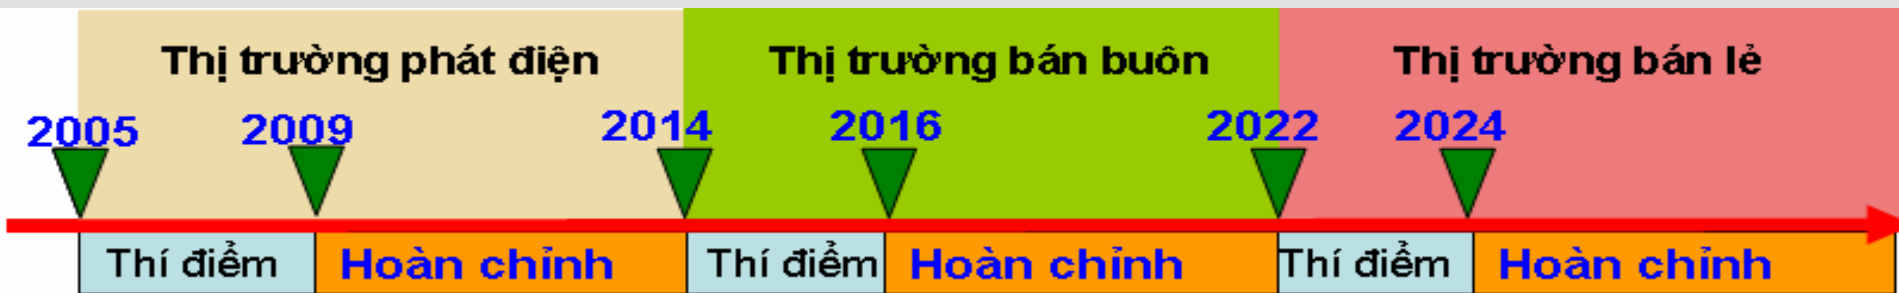 Thị trường phát điện Thị trường bán buôn Thị trường bán lẻ
2005 2009 2014 2016 2022 2024
Thí điểm Hoàn chỉnh Thí điểm Hoàn chỉnh Thí điểm Hoàn chỉnh